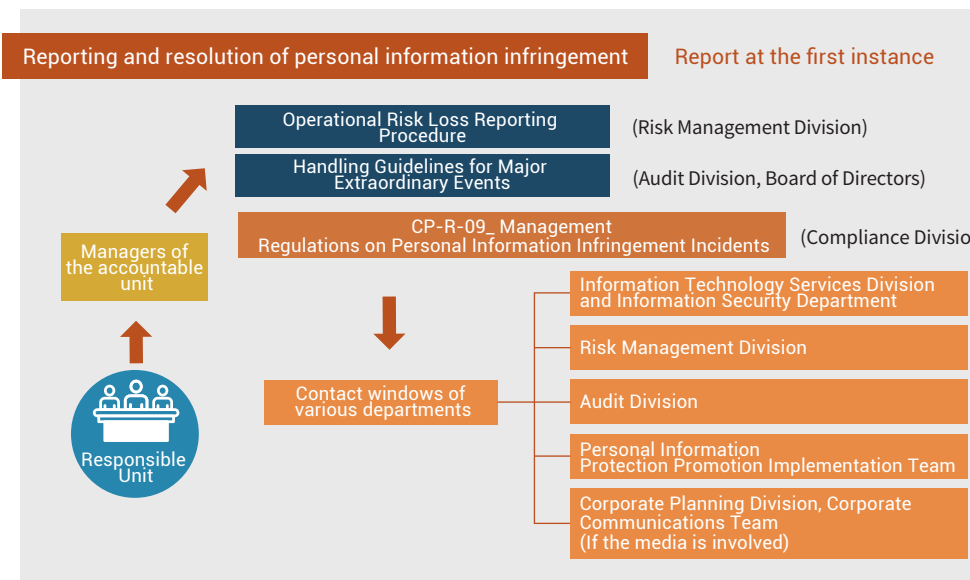 Reporting and resolution of personal information infringement
Report at the first instance
Operational Risk Loss Reporting
Procedure
(Risk Management Division)
Handling Guidelines for Major
Extraordinary Events
(Audit Division, Board of Directors)
CP-R-09_ Management
Regulations on Personal Information Infringement Incidents
(Compliance Divisio
Managers of
the accountable
unit
Responsible
Unit
Contact windows of
various departments
Information Technology Services Division
and Information Security Department
Risk Management Division
Audit Division
Personal Information
Protection Promotion Implementation Team
Corporate Planning Division, Corporate
Communications Team
(If the media is involved)